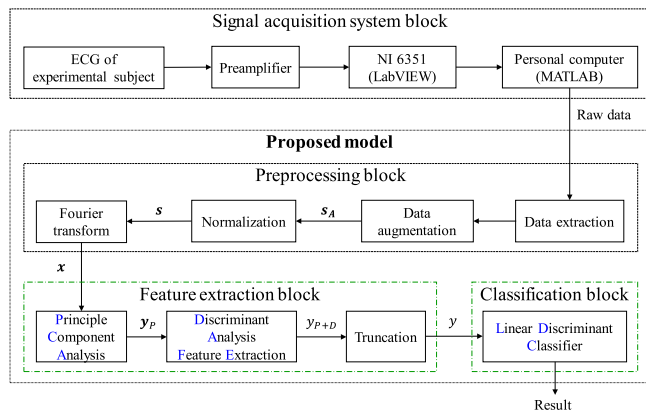 Signal acquisition system block
ECG of
experimental subject
Preamplifier
NI 6351
(LabVIEW)
Personal computer
(MATLAB)
Raw data
Proposed model
Preprocessing block
Fourier
transform
s
Normalization
s_A
Data
augmentation
Data extraction
x
Feature extraction block
Classification block
Principle
Component
Analysis
y_P
Discriminant
Analysis
Feature Extraction
y_{P+D}
Truncation
y
Linear Discriminant
Classifier
Result